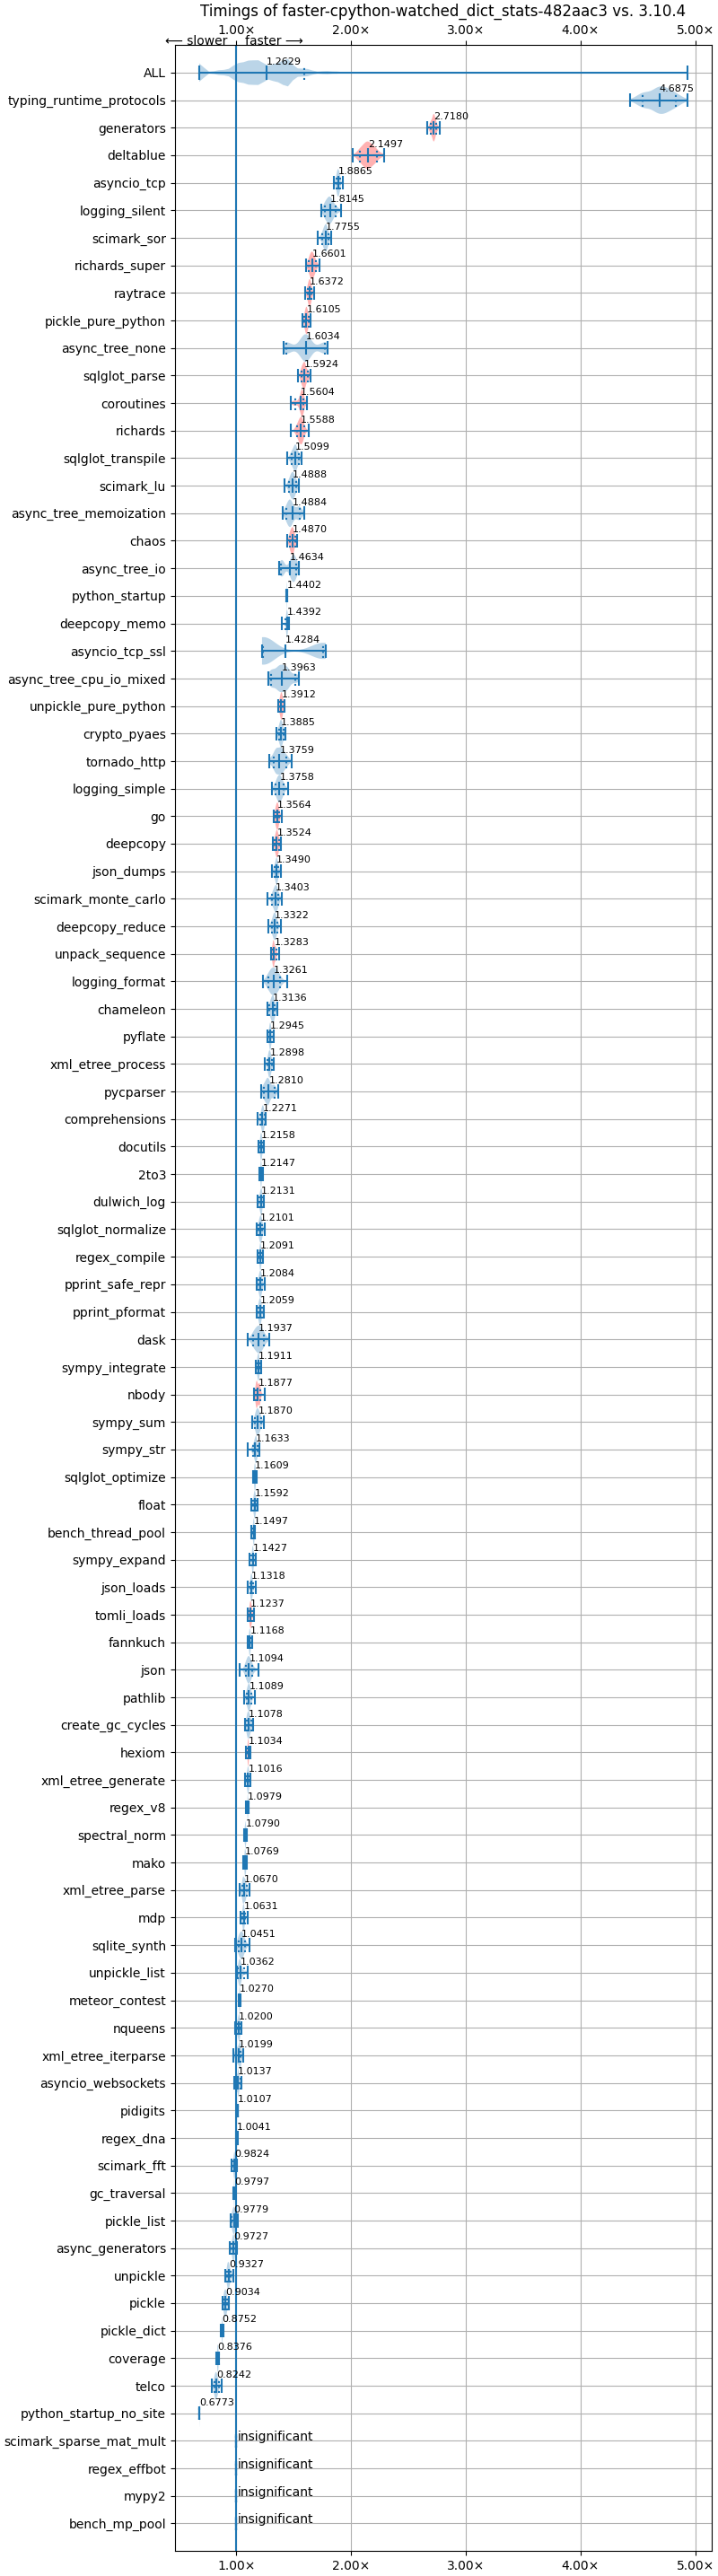 Timings of faster-cpython-watched_dict_stats-482aac3 vs. 3.10.4
1.00× 2.00× 3.00× 4.00× 5.00×
⟵ slower faster ⟶
ALL 1.2629
typing_runtime_protocols 4.6875
generators 2.7180
deltablue 2.1497
asyncio_tcp 1.8865
logging_silent 1.8145
scimark_sor 1.7755
richards_super 1.6601
raytrace 1.6372
pickle_pure_python 1.6105
async_tree_none 1.6034
sqlglot_parse 1.5924
coroutines 1.5604
richards 1.5588
sqlglot_transpile 1.5099
scimark_lu 1.4888
async_tree_memoization 1.4884
chaos 1.4870
async_tree_io 1.4634
python_startup 1.4402
deepcopy_memo 1.4392
asyncio_tcp_ssl 1.4284
async_tree_cpu_io_mixed 1.3963
unpickle_pure_python 1.3912
crypto_pyaes 1.3885
tornado_http 1.3759
logging_simple 1.3758
go 1.3564
deepcopy 1.3524
json_dumps 1.3490
scimark_monte_carlo 1.3403
deepcopy_reduce 1.3322
unpack_sequence 1.3283
logging_format 1.3261
chameleon 1.3136
pyflate 1.2945
xml_etree_process 1.2898
pycparser 1.2810
comprehensions 1.2271
docutils 1.2158
2to3 1.2147
dulwich_log 1.2131
sqlglot_normalize 1.2101
regex_compile 1.2091
pprint_safe_repr 1.2084
pprint_pformat 1.2059
dask 1.1937
sympy_integrate 1.1911
nbody 1.1877
sympy_sum 1.1870
sympy_str 1.1633
sqlglot_optimize 1.1609
float 1.1592
bench_thread_pool 1.1497
sympy_expand 1.1427
json_loads 1.1318
tomli_loads 1.1237
fannkuch 1.1168
json 1.1094
pathlib 1.1089
create_gc_cycles 1.1078
hexiom 1.1034
xml_etree_generate 1.1016
regex_v8 1.0979
spectral_norm 1.0790
mako 1.0769
xml_etree_parse 1.0670
mdp 1.0631
sqlite_synth 1.0451
unpickle_list 1.0362
meteor_contest 1.0270
nqueens 1.0200
xml_etree_iterparse 1.0199
asyncio_websockets 1.0137
pidigits 1.0107
regex_dna 1.0041
scimark_fft 0.9824
gc_traversal 0.9797
pickle_list 0.9779
async_generators 0.9727
unpickle 0.9327
pickle 0.9034
pickle_dict 0.8752
coverage 0.8376
telco 0.8242
python_startup_no_site 0.6773
scimark_sparse_mat_mult insignificant
regex_effbot insignificant
mypy2 insignificant
bench_mp_pool insignificant
1.00× 2.00× 3.00× 4.00× 5.00×